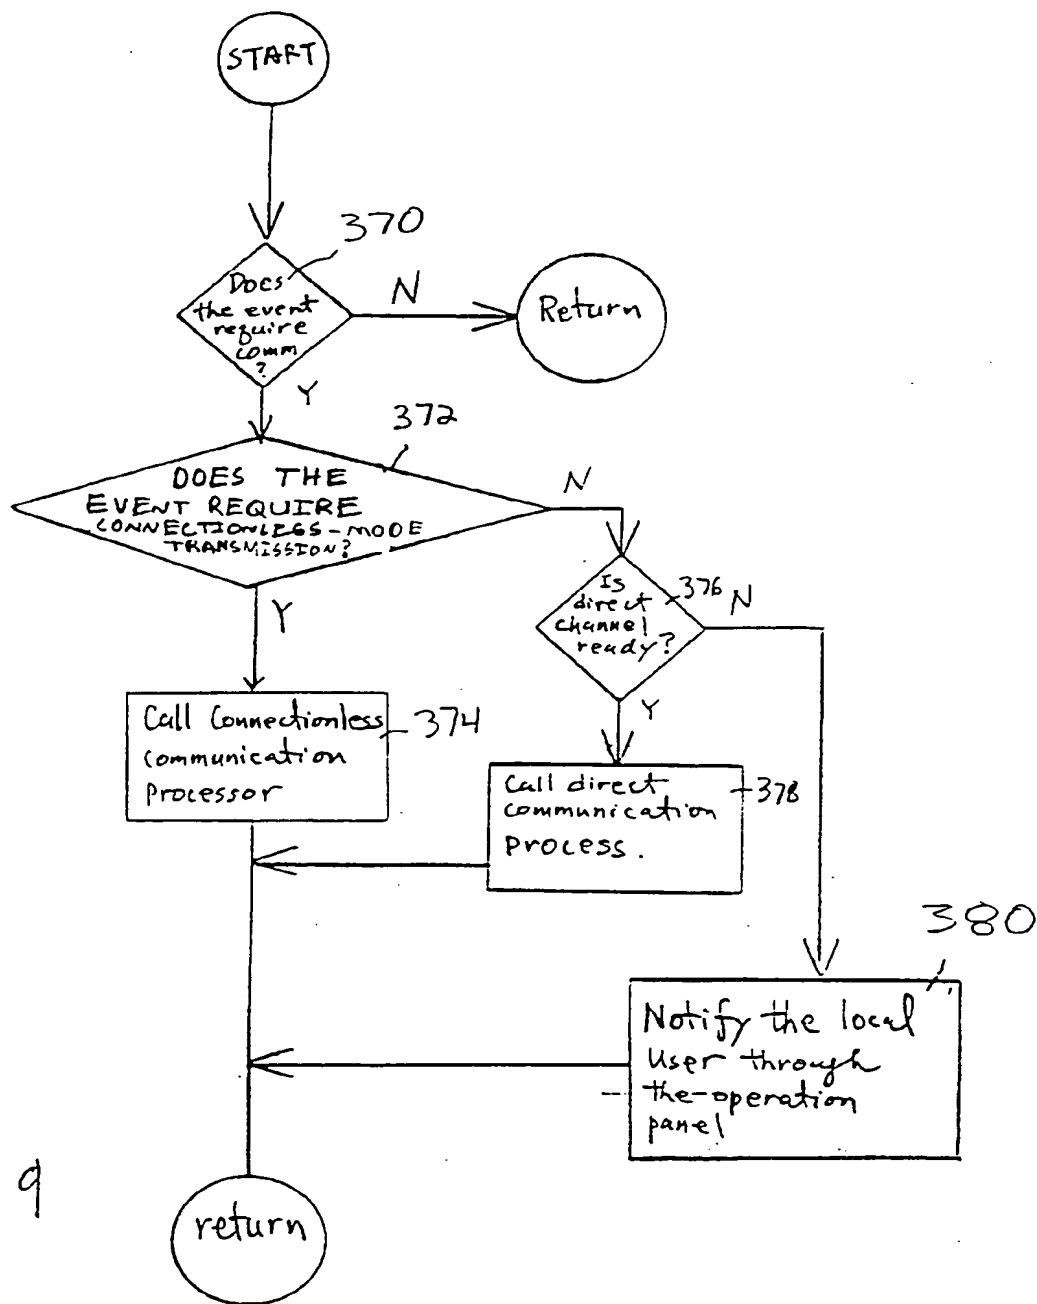 START
370
Does
the event
require
comm
?
N
Return
Y
372
DOES THE
EVENT REQUIRE
CONNECTIONLESS-MODE
TRANSMISSION?
N
Y
Is
direct
channel
ready?
376
N
Y
Call Connectionless
communication
processor
374
Call direct
communication
process.
378
380
Notify the local
user through
the-operation
panel
9
return